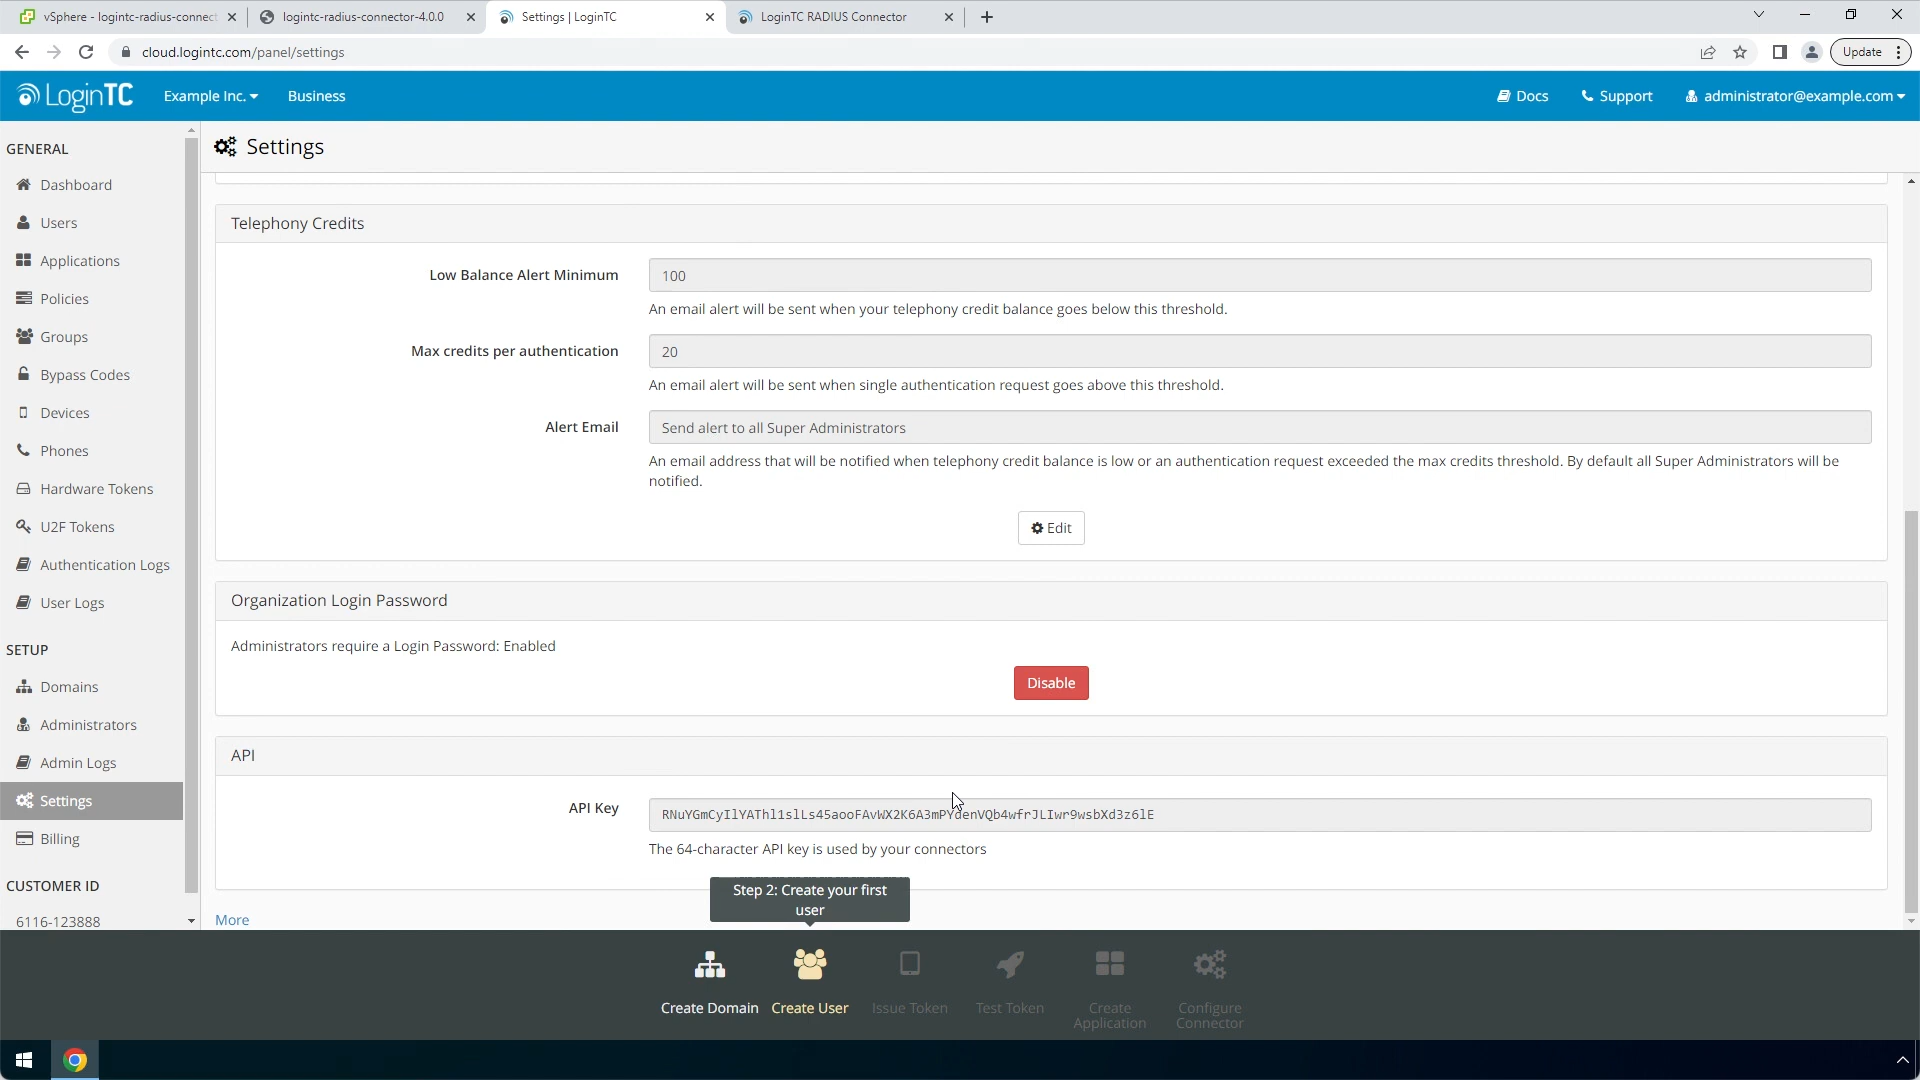 vSphere - logintc-radius-connect
logintc-radius-connector-4.0.0
Settings | LoginTC
LoginTC RADIUS Connector
cloud.logintc.com/panel/settings
Update
LoginTC
Example Inc.
Business
Docs
Support
administrator@example.com
GENERAL
Dashboard
Users
Applications
Policies
Groups
Bypass Codes
Devices
Phones
Hardware Tokens
U2F Tokens
Authentication Logs
User Logs
SETUP
Domains
Administrators
Admin Logs
Settings
Billing
CUSTOMER ID
6116-123888
Settings
Telephony Credits
Low Balance Alert Minimum
100
An email alert will be sent when your telephony credit balance goes below this threshold.
Max credits per authentication
20
An email alert will be sent when single authentication request goes above this threshold.
Alert Email
Send alert to all Super Administrators
An email address that will be notified when telephony credit balance is low or an authentication request exceeded the max credits threshold. By default all Super Administrators will be
notified.
Edit
Organization Login Password
Administrators require a Login Password: Enabled
Disable
API
API Key
RNuYGmCyIlYAThl1slLs45aooFAvWX2K6A3mPYdenVQb4wfrJLIwr9wsbXd3z6lE
The 64-character API key is used by your connectors
More
Step 2: Create your first
user
Create Domain
Create User
Issue Token
Test Token
Create
Application
Configure
Connector